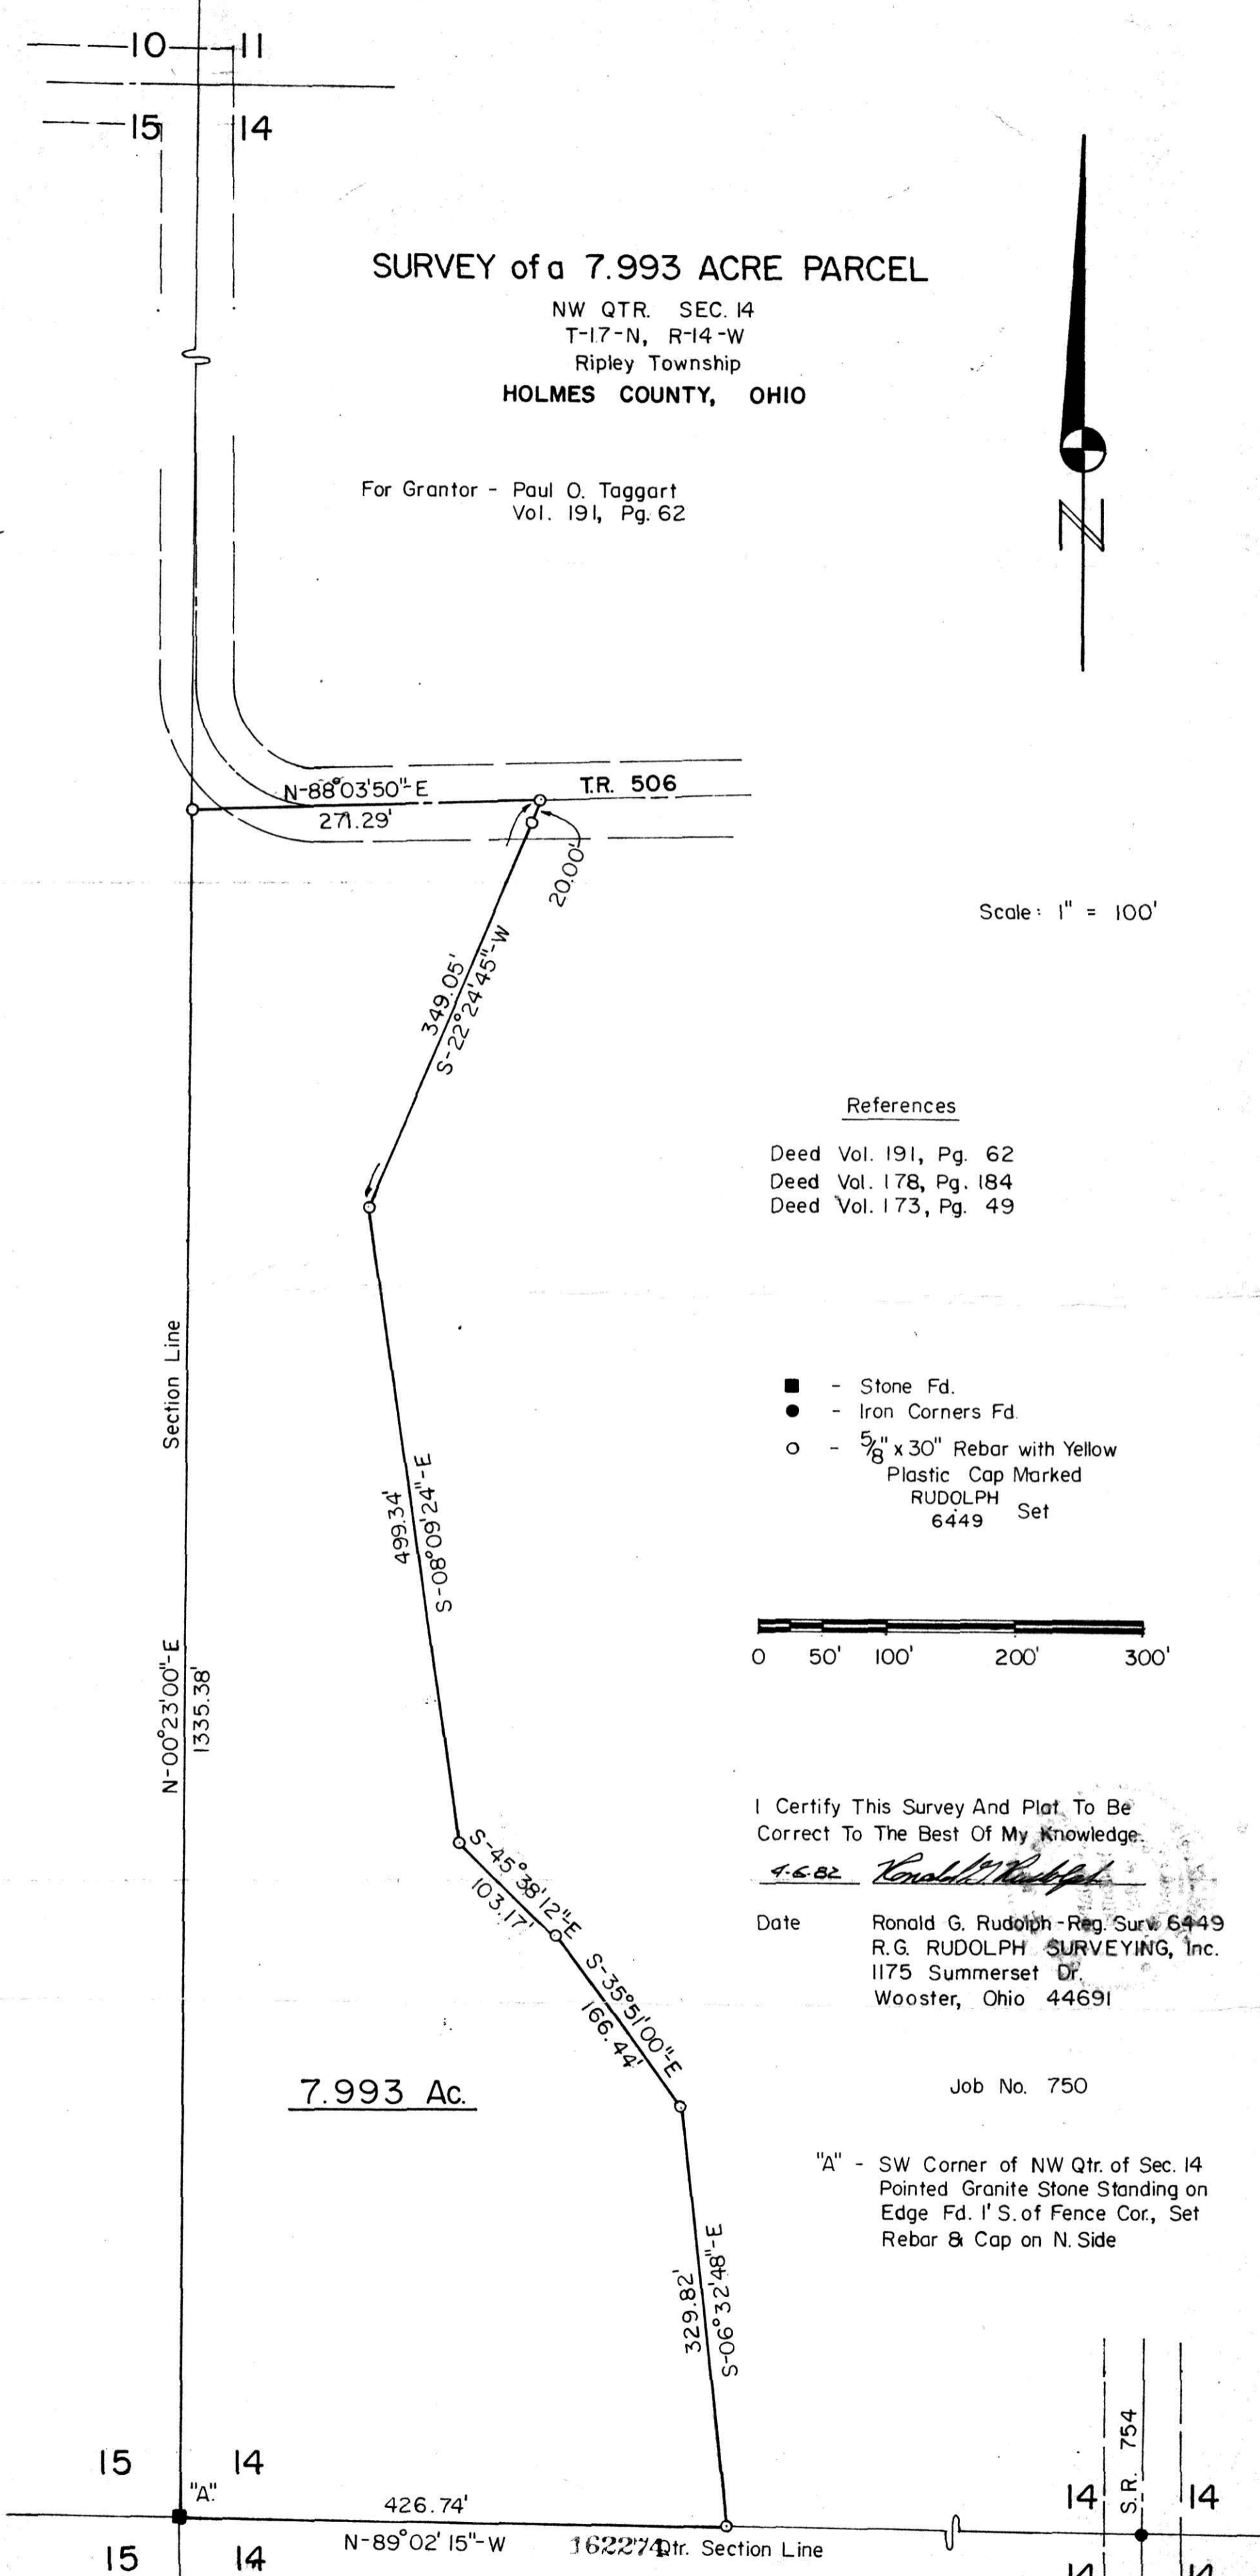 10 11
15 14
SURVEY of a 7.993 ACRE PARCEL
NW QTR. SEC. 14
T-17-N, R-14-W
Ripley Township
HOLMES COUNTY, OHIO
For Grantor - Paul O. Taggart
Vol. 191, Pg. 62
N
N-88°03'50"-E
271.29'
T.R. 506
20.00'
Scale: 1" = 100'
349.05'
S-22°24'45"-W
References
Deed Vol. 191, Pg. 62
Deed Vol. 178, Pg. 184
Deed Vol. 173, Pg. 49
Section Line
- Stone Fd.
- Iron Corners Fd.
- 5/8" x 30" Rebar with Yellow
Plastic Cap Marked
RUDOLPH
6449 Set
499.34'
S-08°09'24"-E
0 50' 100' 200' 300'
N-00°23'00"-E
1335.38'
I Certify This Survey And Plat To Be
Correct To The Best Of My Knowledge.
4-6-82 Ronald G Rudolph
Date Ronald G. Rudolph - Reg. Surv. 6449
R.G. RUDOLPH SURVEYING, Inc.
1175 Summerset Dr.
Wooster, Ohio 44691
S-45°38'12"-E
103.17'
S-35°51'00"-E
166.44'
7.993 Ac.
Job No. 750
"A" - SW Corner of NW Qtr. of Sec. 14
Pointed Granite Stone Standing on
Edge Fd. 1' S. of Fence Cor., Set
Rebar & Cap on N. Side
329.82'
S-06°32'48"-E
S.R. 754
15 14
"A"
14 14
426.74'
N-89°02'15"-W
Qtr. Section Line
15 14
14 14